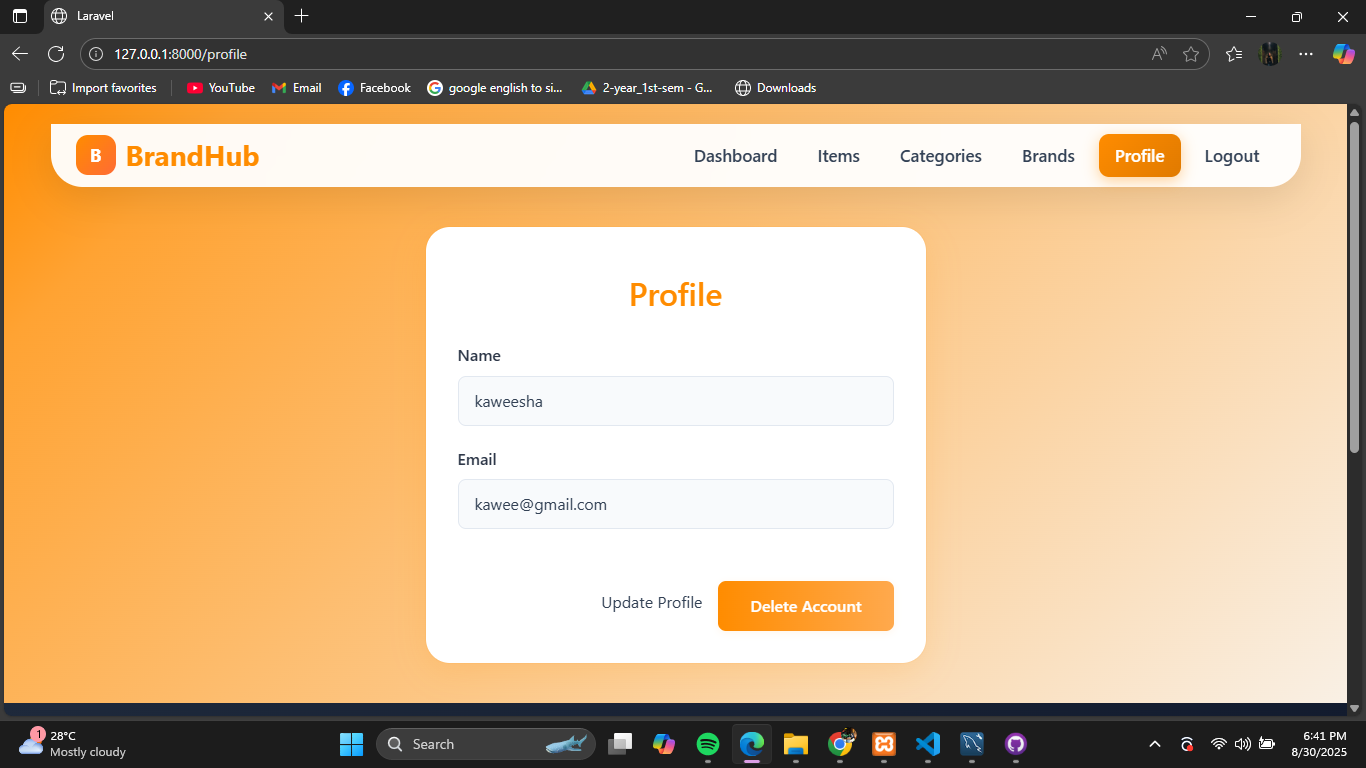 Laravel
127.0.0.1:8000/profile
Import favorites YouTube Email Facebook google english to si... 2-year_1st-sem - G... Downloads
B BrandHub Dashboard Items Categories Brands Profile Logout
Profile
Name
kaweesha
Email
kawee@gmail.com
Update Profile Delete Account
1 28°C
Mostly cloudy
Search
6:41 PM
8/30/2025